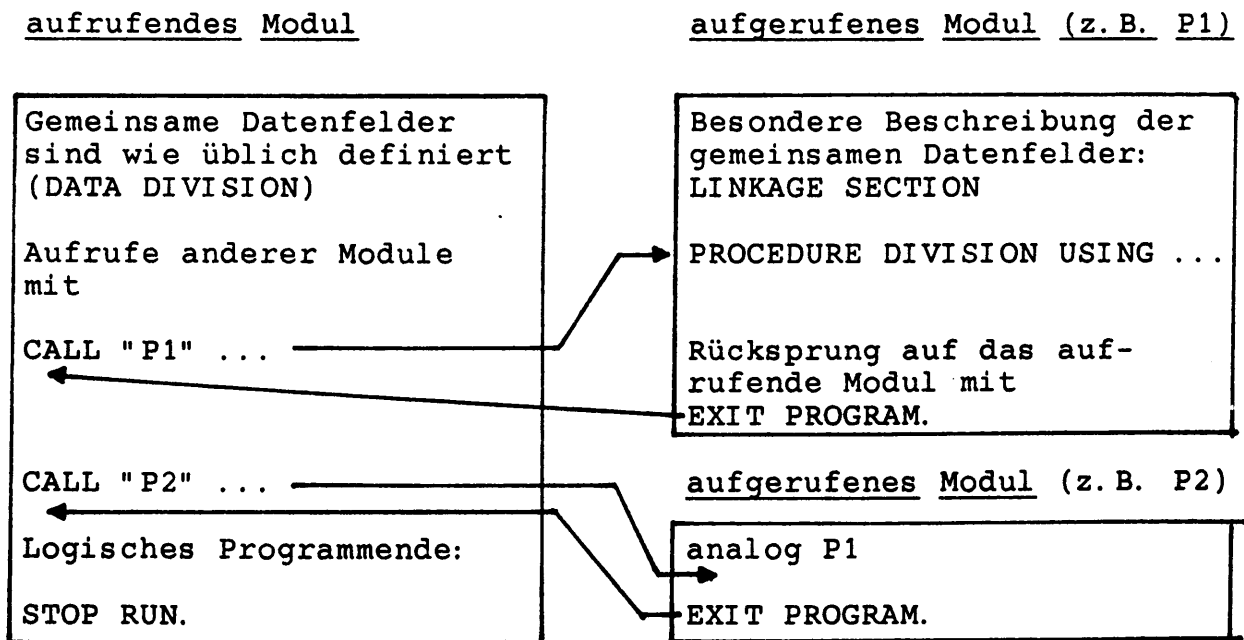 aufrufendes Modul
Gemeinsame Datenfelder
sind wie üblich definiert
(DATA DIVISION)
Aufrufe anderer Module
mit
CALL "P1" ...
CALL "P2" ...
Logisches Programmende:
STOP RUN.
aufgerufenes Modul (z.B. P1)
Besondere Beschreibung der
gemeinsamen Datenfelder:
LINKAGE SECTION
PROCEDURE DIVISION USING ...
Rücksprung auf das auf-
rufende Modul mit
EXIT PROGRAM.
aufgerufenes Modul (z.B. P2)
analog P1
EXIT PROGRAM.